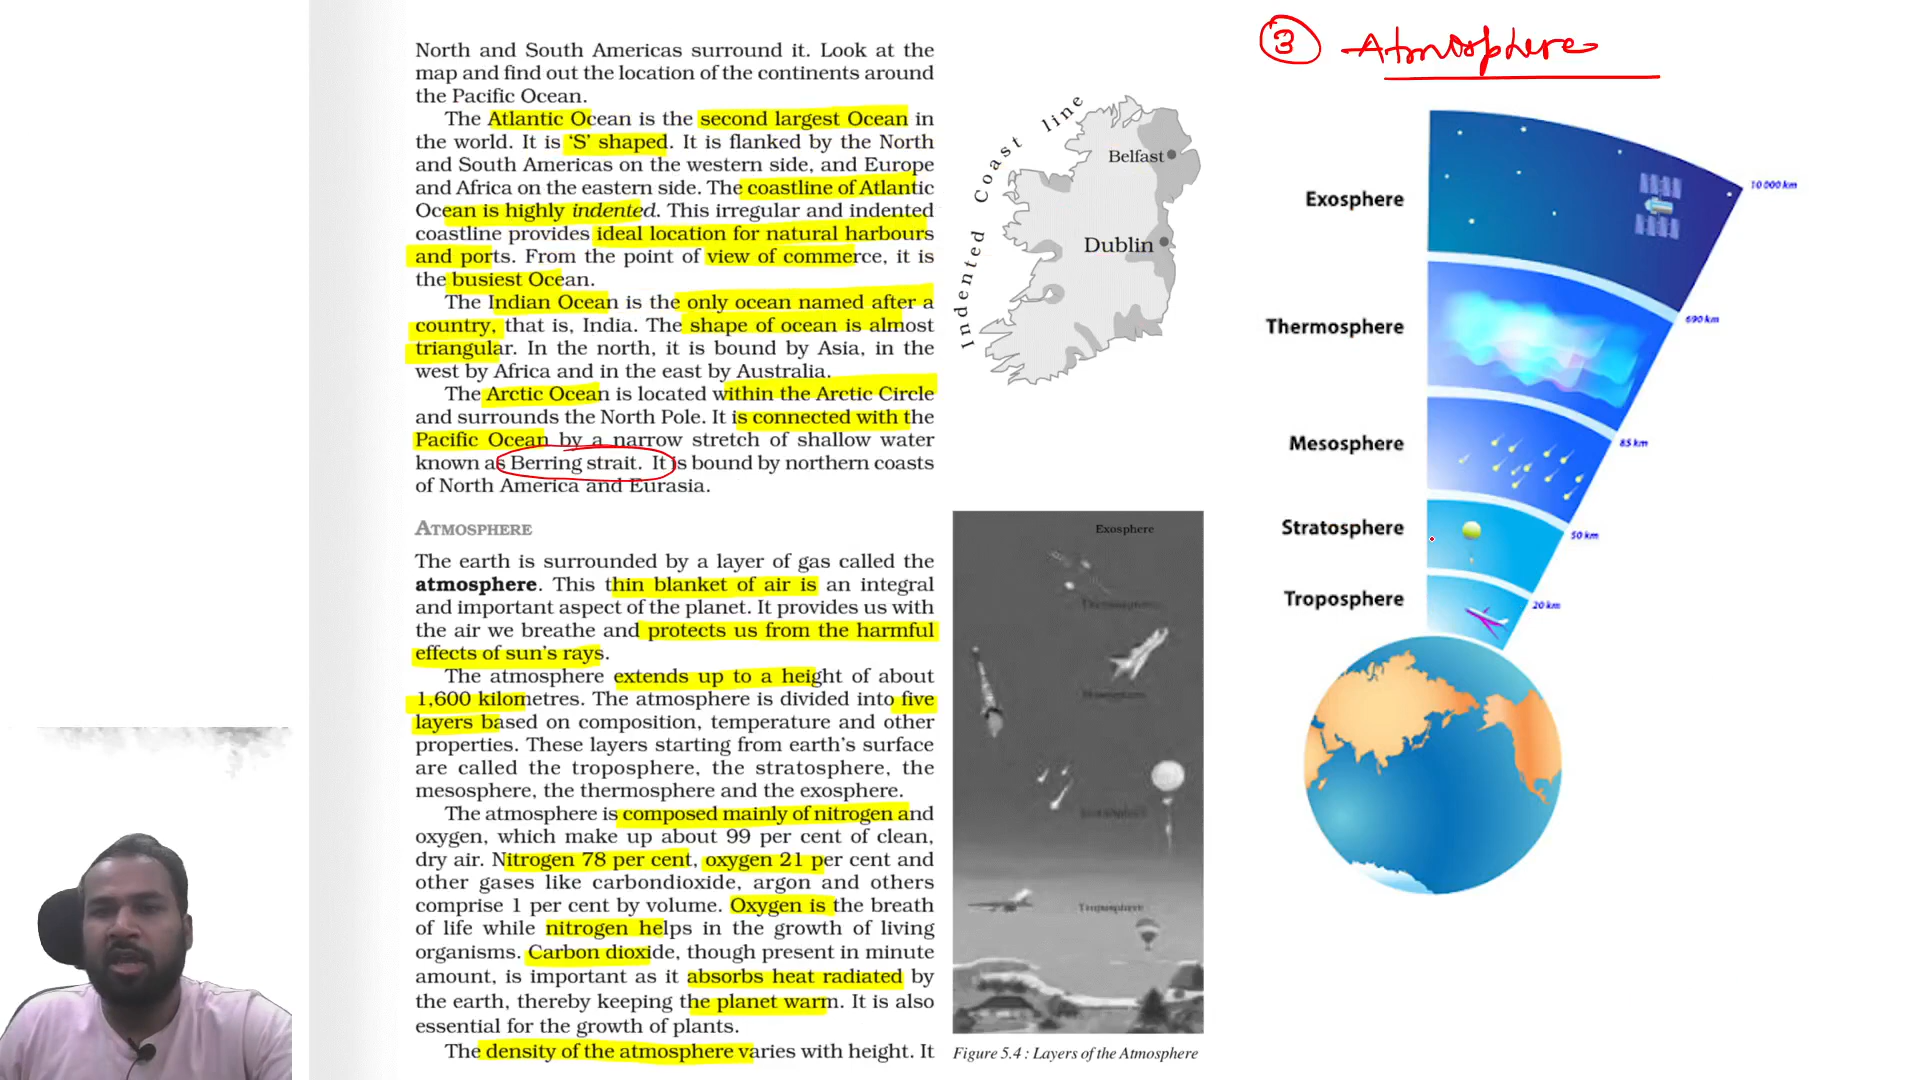 North and South Americas surround it. Look at the
map and find out the location of the continents around
the Pacific Ocean.
The Atlantic Ocean is the second largest Ocean in
the world. It is ‘S’ shaped. It is flanked by the North
and South Americas on the western side, and Europe
and Africa on the eastern side. The coastline of Atlantic
Ocean is highly indented. This irregular and indented
coastline provides ideal location for natural harbours
and ports. From the point of view of commerce, it is
the busiest Ocean.
The Indian Ocean is the only ocean named after a
country, that is, India. The shape of ocean is almost
triangular. In the north, it is bound by Asia, in the
west by Africa and in the east by Australia.
The Arctic Ocean is located within the Arctic Circle
and surrounds the North Pole. It is connected with the
Pacific Ocean by a narrow stretch of shallow water
known as Berring strait. It is bound by northern coasts
of North America and Eurasia.
ATMOSPHERE
The earth is surrounded by a layer of gas called the
atmosphere. This thin blanket of air is an integral
and important aspect of the planet. It provides us with
the air we breathe and protects us from the harmful
effects of sun’s rays.
The atmosphere extends up to a height of about
1,600 kilometres. The atmosphere is divided into five
layers based on composition, temperature and other
properties. These layers starting from earth’s surface
are called the troposphere, the stratosphere, the
mesosphere, the thermosphere and the exosphere.
The atmosphere is composed mainly of nitrogen and
oxygen, which make up about 99 per cent of clean,
dry air. Nitrogen 78 per cent, oxygen 21 per cent and
other gases like carbondioxide, argon and others
comprise 1 per cent by volume. Oxygen is the breath
of life while nitrogen helps in the growth of living
organisms. Carbon dioxide, though present in minute
amount, is important as it absorbs heat radiated by
the earth, thereby keeping the planet warm. It is also
essential for the growth of plants.
The density of the atmosphere varies with height. It
Indented Coast line
Belfast
Dublin
Exosphere
Thermosphere
Mesosphere
Troposphere
Figure 5.4 : Layers of the Atmosphere
3 Atmosphere
10 000 km
Exosphere
690 km
Thermosphere
85 km
Mesosphere
50 km
Stratosphere
20 km
Troposphere